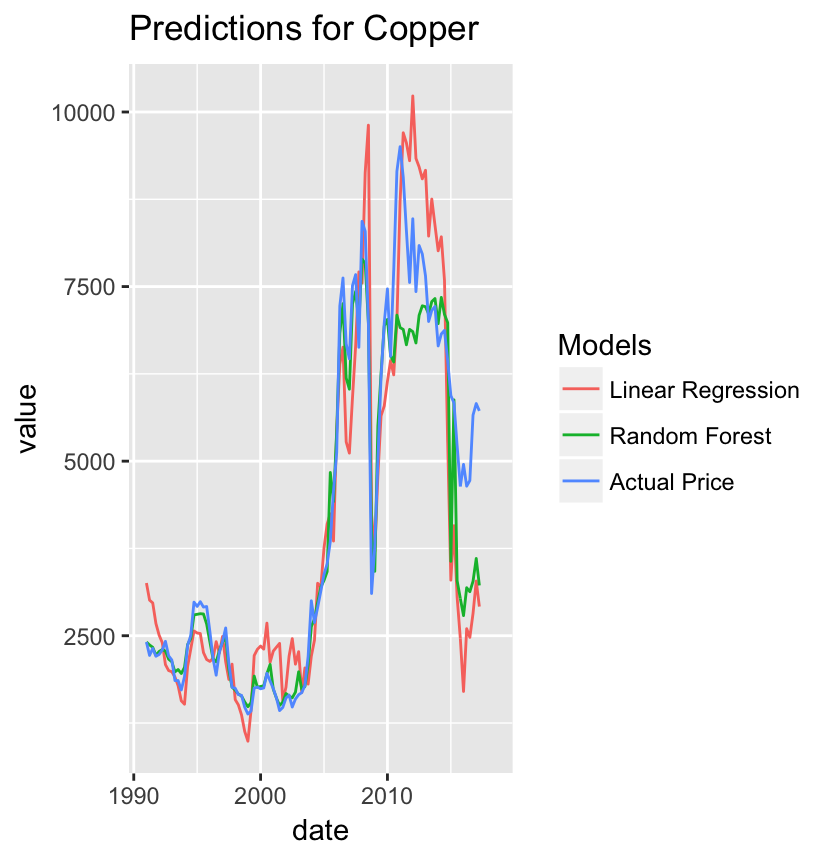 Predictions for Copper
value
10000
7500
5000
2500
1990
2000
2010
date
Models
Linear Regression
Random Forest
Actual Price